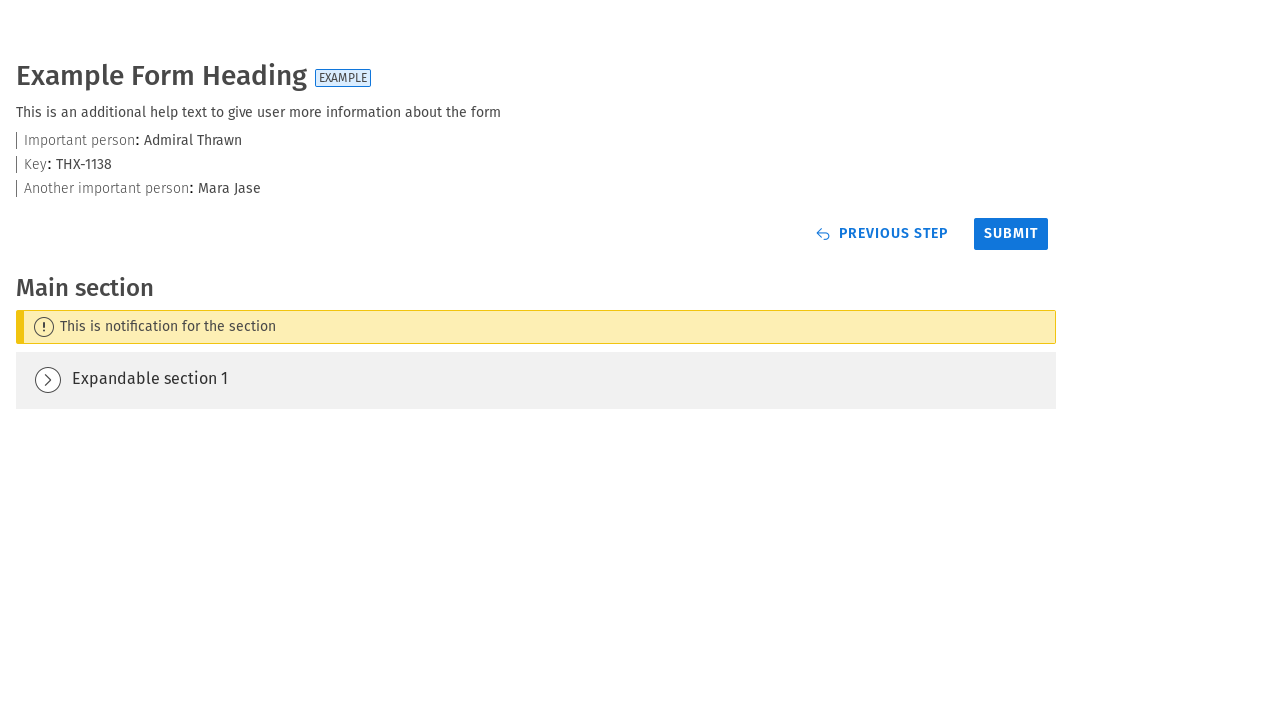 Example Form Heading EXAMPLE
This is an additional help text to give user more information about the form
Important person: Admiral Thrawn
Key: THX-1138
Another important person: Mara Jase
PREVIOUS STEP SUBMIT
Main section
This is notification for the section
Expandable section 1